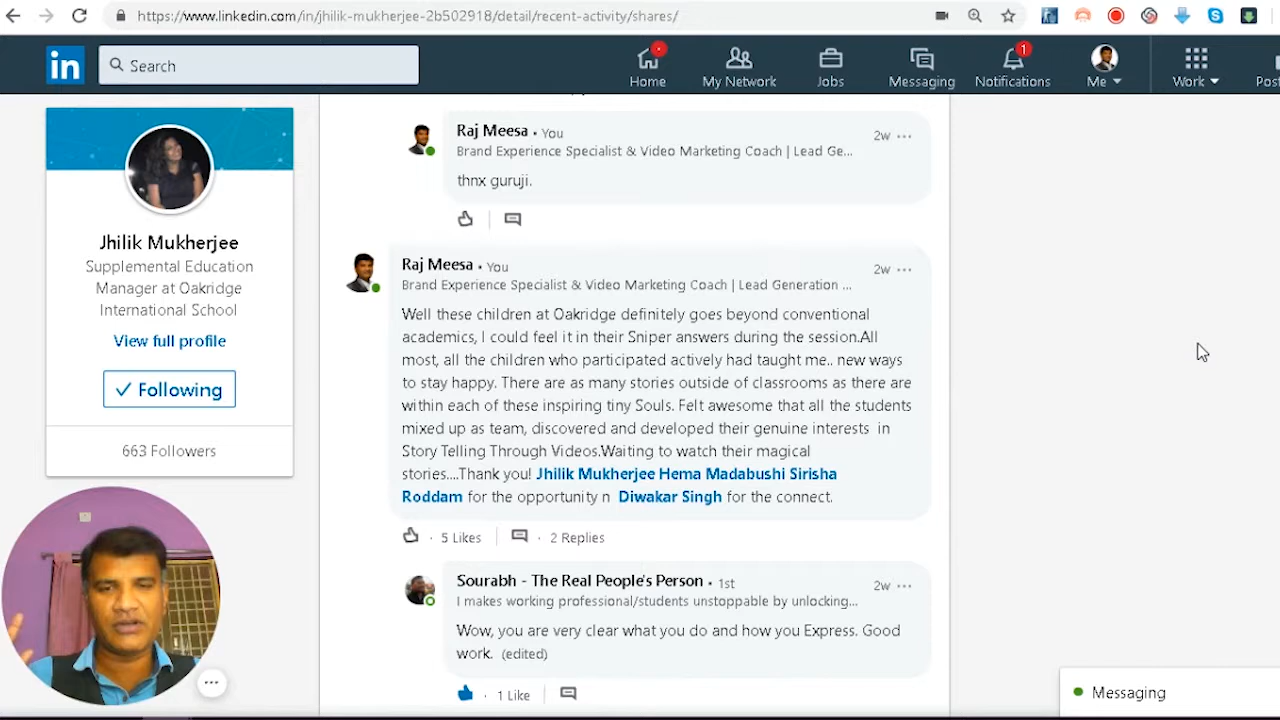 https://www.linkedin.com/in/jhilik-mukherjee-2b502918/detail/recent-activity/shares/
in
Search
Home
My Network
Jobs
Messaging
1
Notifications
Me
Work
Post
Jhilik Mukherjee
Supplemental Education
Manager at Oakridge
International School
View full profile
Following
663 Followers
Raj Meesa • You
2w
Brand Experience Specialist & Video Marketing Coach | Lead Ge...
thnx guruji.
Raj Meesa • You
2w
Brand Experience Specialist & Video Marketing Coach | Lead Generation ...
Well these children at Oakridge definitely goes beyond conventional
academics, I could feel it in their Sniper answers during the session.All
most, all the children who participated actively had taught me.. new ways
to stay happy. There are as many stories outside of classrooms as there are
within each of these inspiring tiny Souls. Felt awesome that all the students
mixed up as team, discovered and developed their genuine interests in
Story Telling Through Videos.Waiting to watch their magical
stories....Thank you! Jhilik Mukherjee Hema Madabushi Sirisha
Roddam for the opportunity n Diwakar Singh for the connect.
5 Likes
2 Replies
Sourabh - The Real People's Person • 1st
2w
I makes working professional/students unstoppable by unlocking...
Wow, you are very clear what you do and how you Express. Good
work. (edited)
1 Like
Messaging